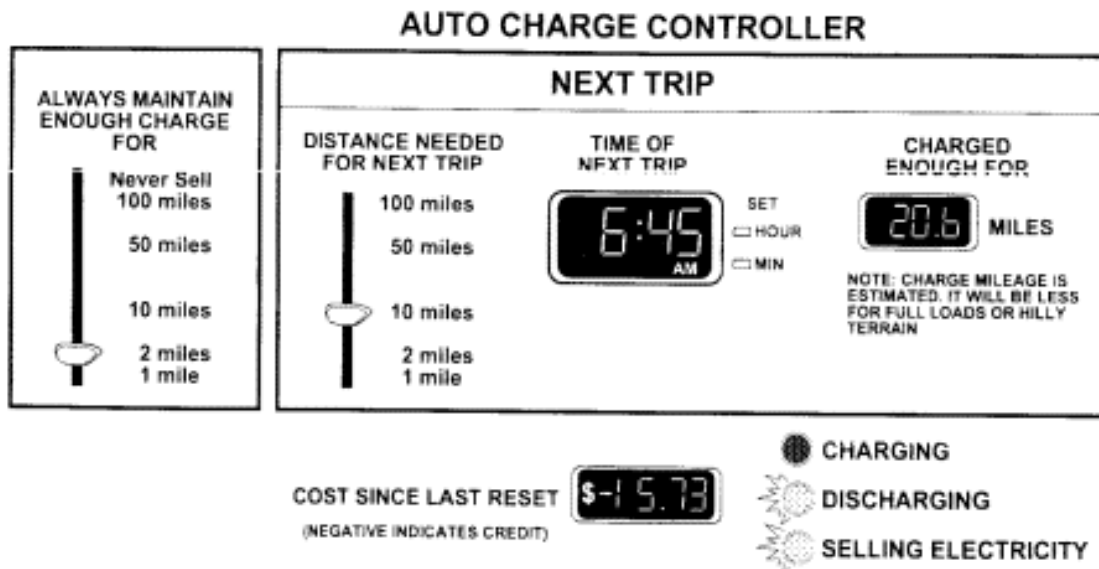 AUTO CHARGE CONTROLLER
ALWAYS MAINTAIN
ENOUGH CHARGE
FOR
Never Sell
100 miles
50 miles
10 miles
2 miles
1 mile
NEXT TRIP
DISTANCE NEEDED
FOR NEXT TRIP
100 miles
50 miles
10 miles
2 miles
1 mile
TIME OF
NEXT TRIP
6:45
AM
SET
HOUR
MIN
CHARGED
ENOUGH FOR
20.6 MILES
NOTE: CHARGE MILEAGE IS
ESTIMATED. IT WILL BE LESS
FOR FULL LOADS OR HILLY
TERRAIN
COST SINCE LAST RESET
(NEGATIVE INDICATES CREDIT)
$-15.73
CHARGING
DISCHARGING
SELLING ELECTRICITY